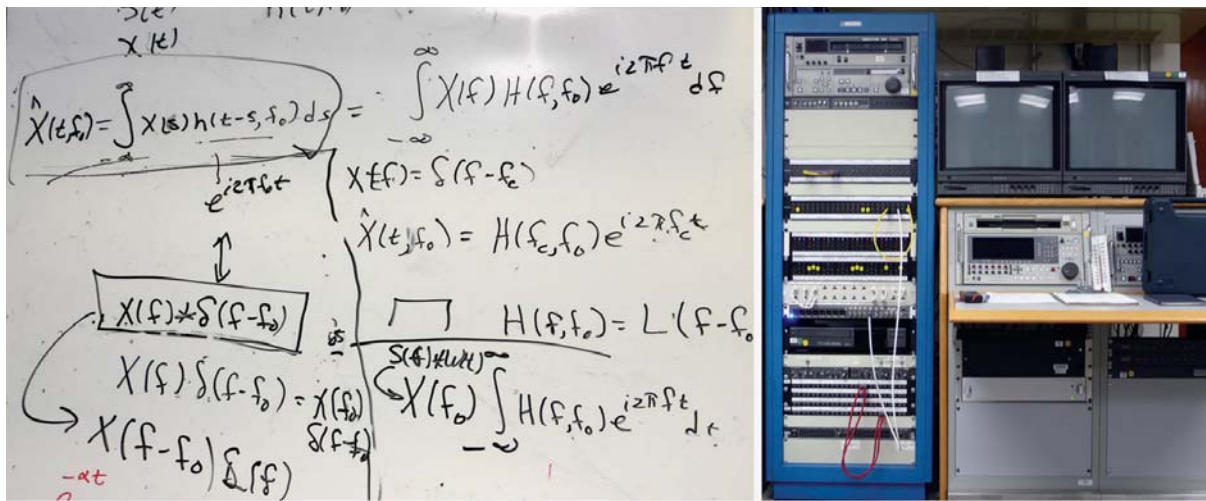 X(t)
X̂(t,f₀) = ∫_{-∞}^{∞} X(s) h(t-s, f₀) ds = ∫_{-∞}^{∞} X(f) H(f,f₀) e^{i2πft} df
e^{i2πf₀t}
X(f) * δ(f-f₀)
X(f) δ(f-f₀) = X(f₀) δ(f-f₀)
X(f-f₀) δ(f)
-αt
X(f) = δ(f-f_c)
X̂(t,f₀) = H(f_c,f₀) e^{i2πf_c t}
H(f,f₀) = L(f-f₀
X(f₀) ∫_{-∞}^{∞} H(f,f₀) e^{i2πft} dt